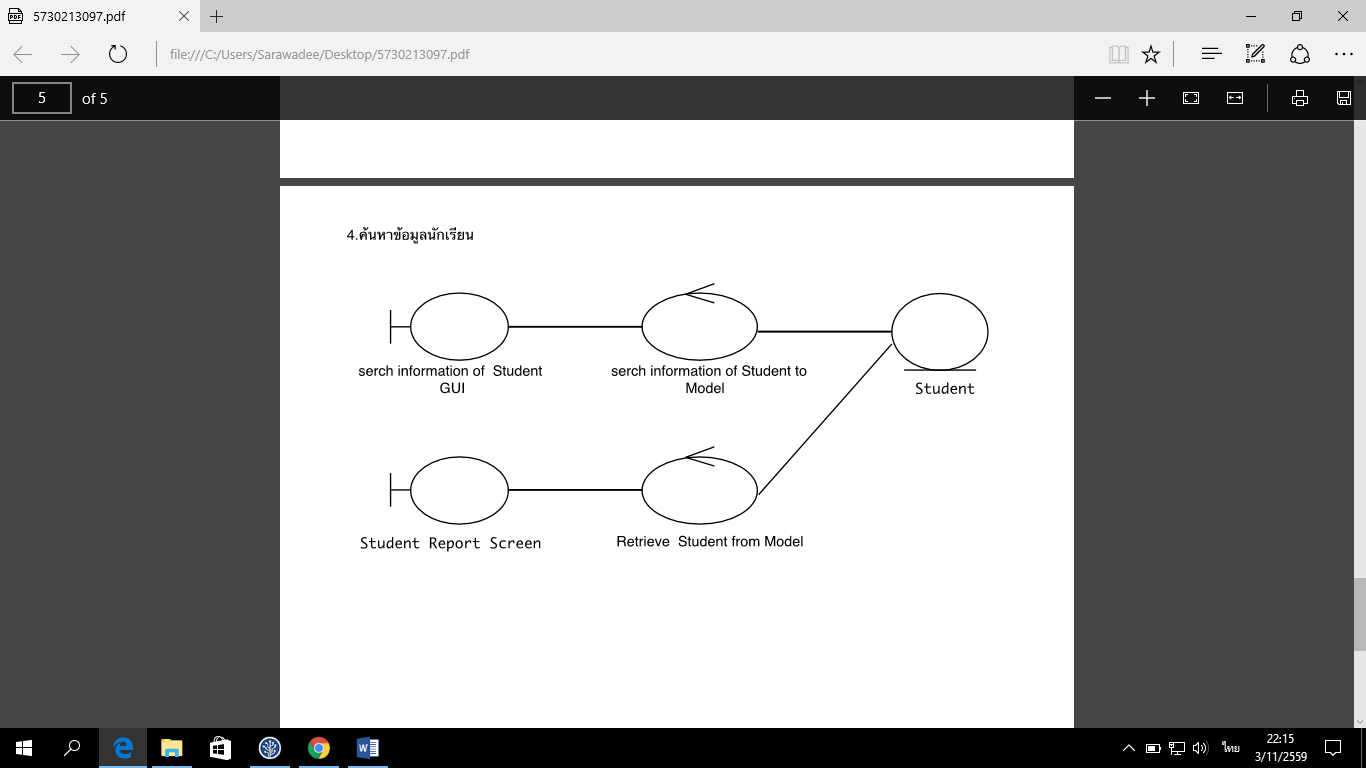 5730213097.pdf
file:///C:/Users/Sarawadee/Desktop/5730213097.pdf
5 of 5
4.ค้นหาข้อมูลนักเรียน
serch information of Student
GUI
serch information of Student to
Model
Student
Student Report Screen
Retrieve Student from Model
ไทย
22:15
3/11/2559